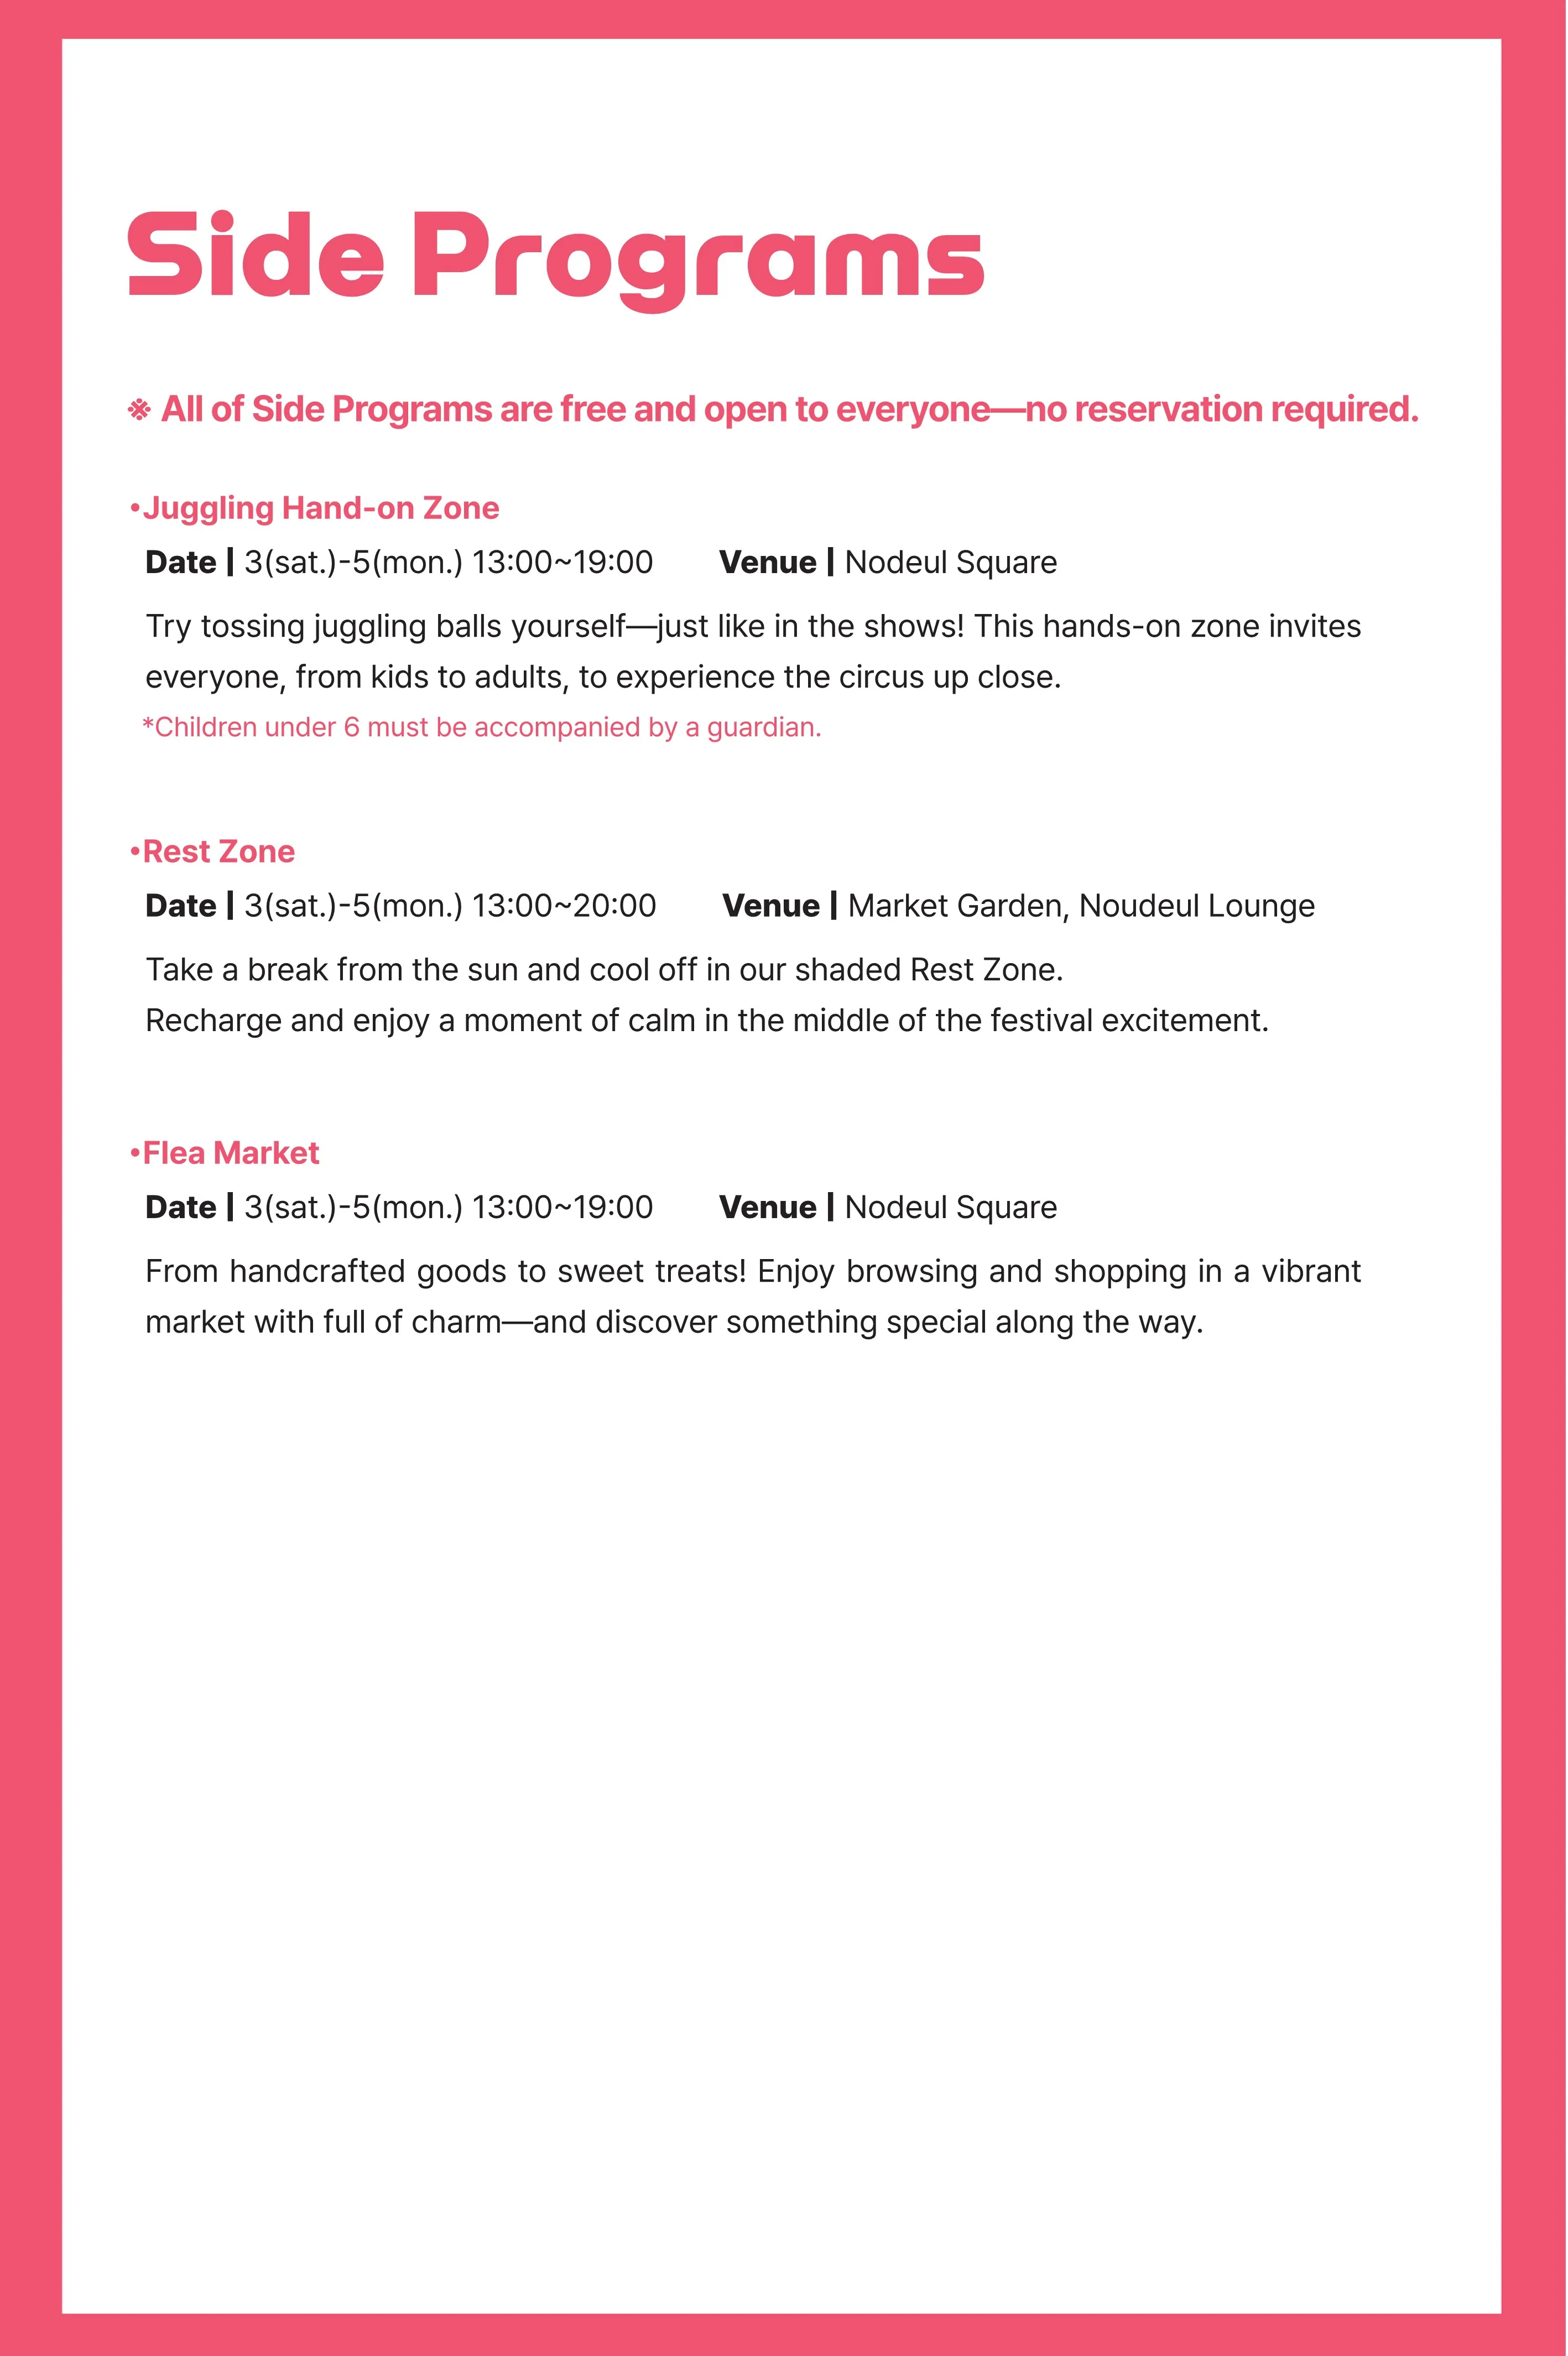 Side Programs
※ All of Side Programs are free and open to everyone—no reservation required.
•Juggling Hand-on Zone
Date | 3(sat.)-5(mon.) 13:00~19:00 Venue | Nodeul Square
Try tossing juggling balls yourself—just like in the shows! This hands-on zone invites
everyone, from kids to adults, to experience the circus up close.
*Children under 6 must be accompanied by a guardian.
•Rest Zone
Date | 3(sat.)-5(mon.) 13:00~20:00 Venue | Market Garden, Noudeul Lounge
Take a break from the sun and cool off in our shaded Rest Zone.
Recharge and enjoy a moment of calm in the middle of the festival excitement.
•Flea Market
Date | 3(sat.)-5(mon.) 13:00~19:00 Venue | Nodeul Square
From handcrafted goods to sweet treats! Enjoy browsing and shopping in a vibrant
market with full of charm—and discover something special along the way.